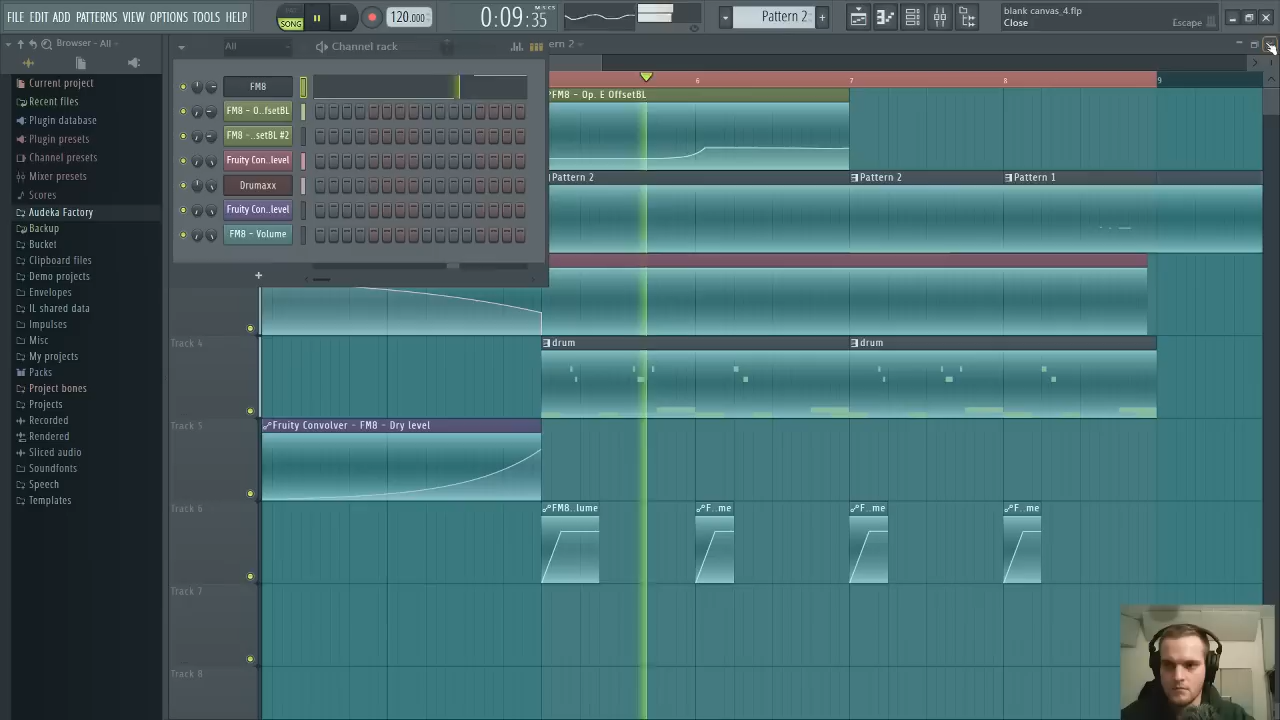 FILE EDIT ADD PATTERNS VIEW OPTIONS TOOLS HELP
SONG
120.000
0:09:35
Pattern 2
blank canvas_4.flp
Close
Escape
Browser - All
Current project
Recent files
Plugin database
Plugin presets
Channel presets
Mixer presets
Scores
Audeka Factory
Backup
Bucket
Clipboard files
Demo projects
Envelopes
IL shared data
Impulses
Misc
My projects
Packs
Project bones
Projects
Recorded
Rendered
Sliced audio
Soundfonts
Speech
Templates
All
Channel rack
FM8
FM8 - O..fsetBL
FM8 -..setBL #2
Fruity Con..level
Drumaxx
Fruity Con..level
FM8 - Volume
ern 2
6
7
8
9
FM8 - Op. E OffsetBL
Pattern 2
Pattern 2
Pattern 1
Track 4
drum
drum
Track 5
Fruity Convolver - FM8 - Dry level
Track 6
FM8..lume
F..me
F..me
F..me
Track 7
Track 8